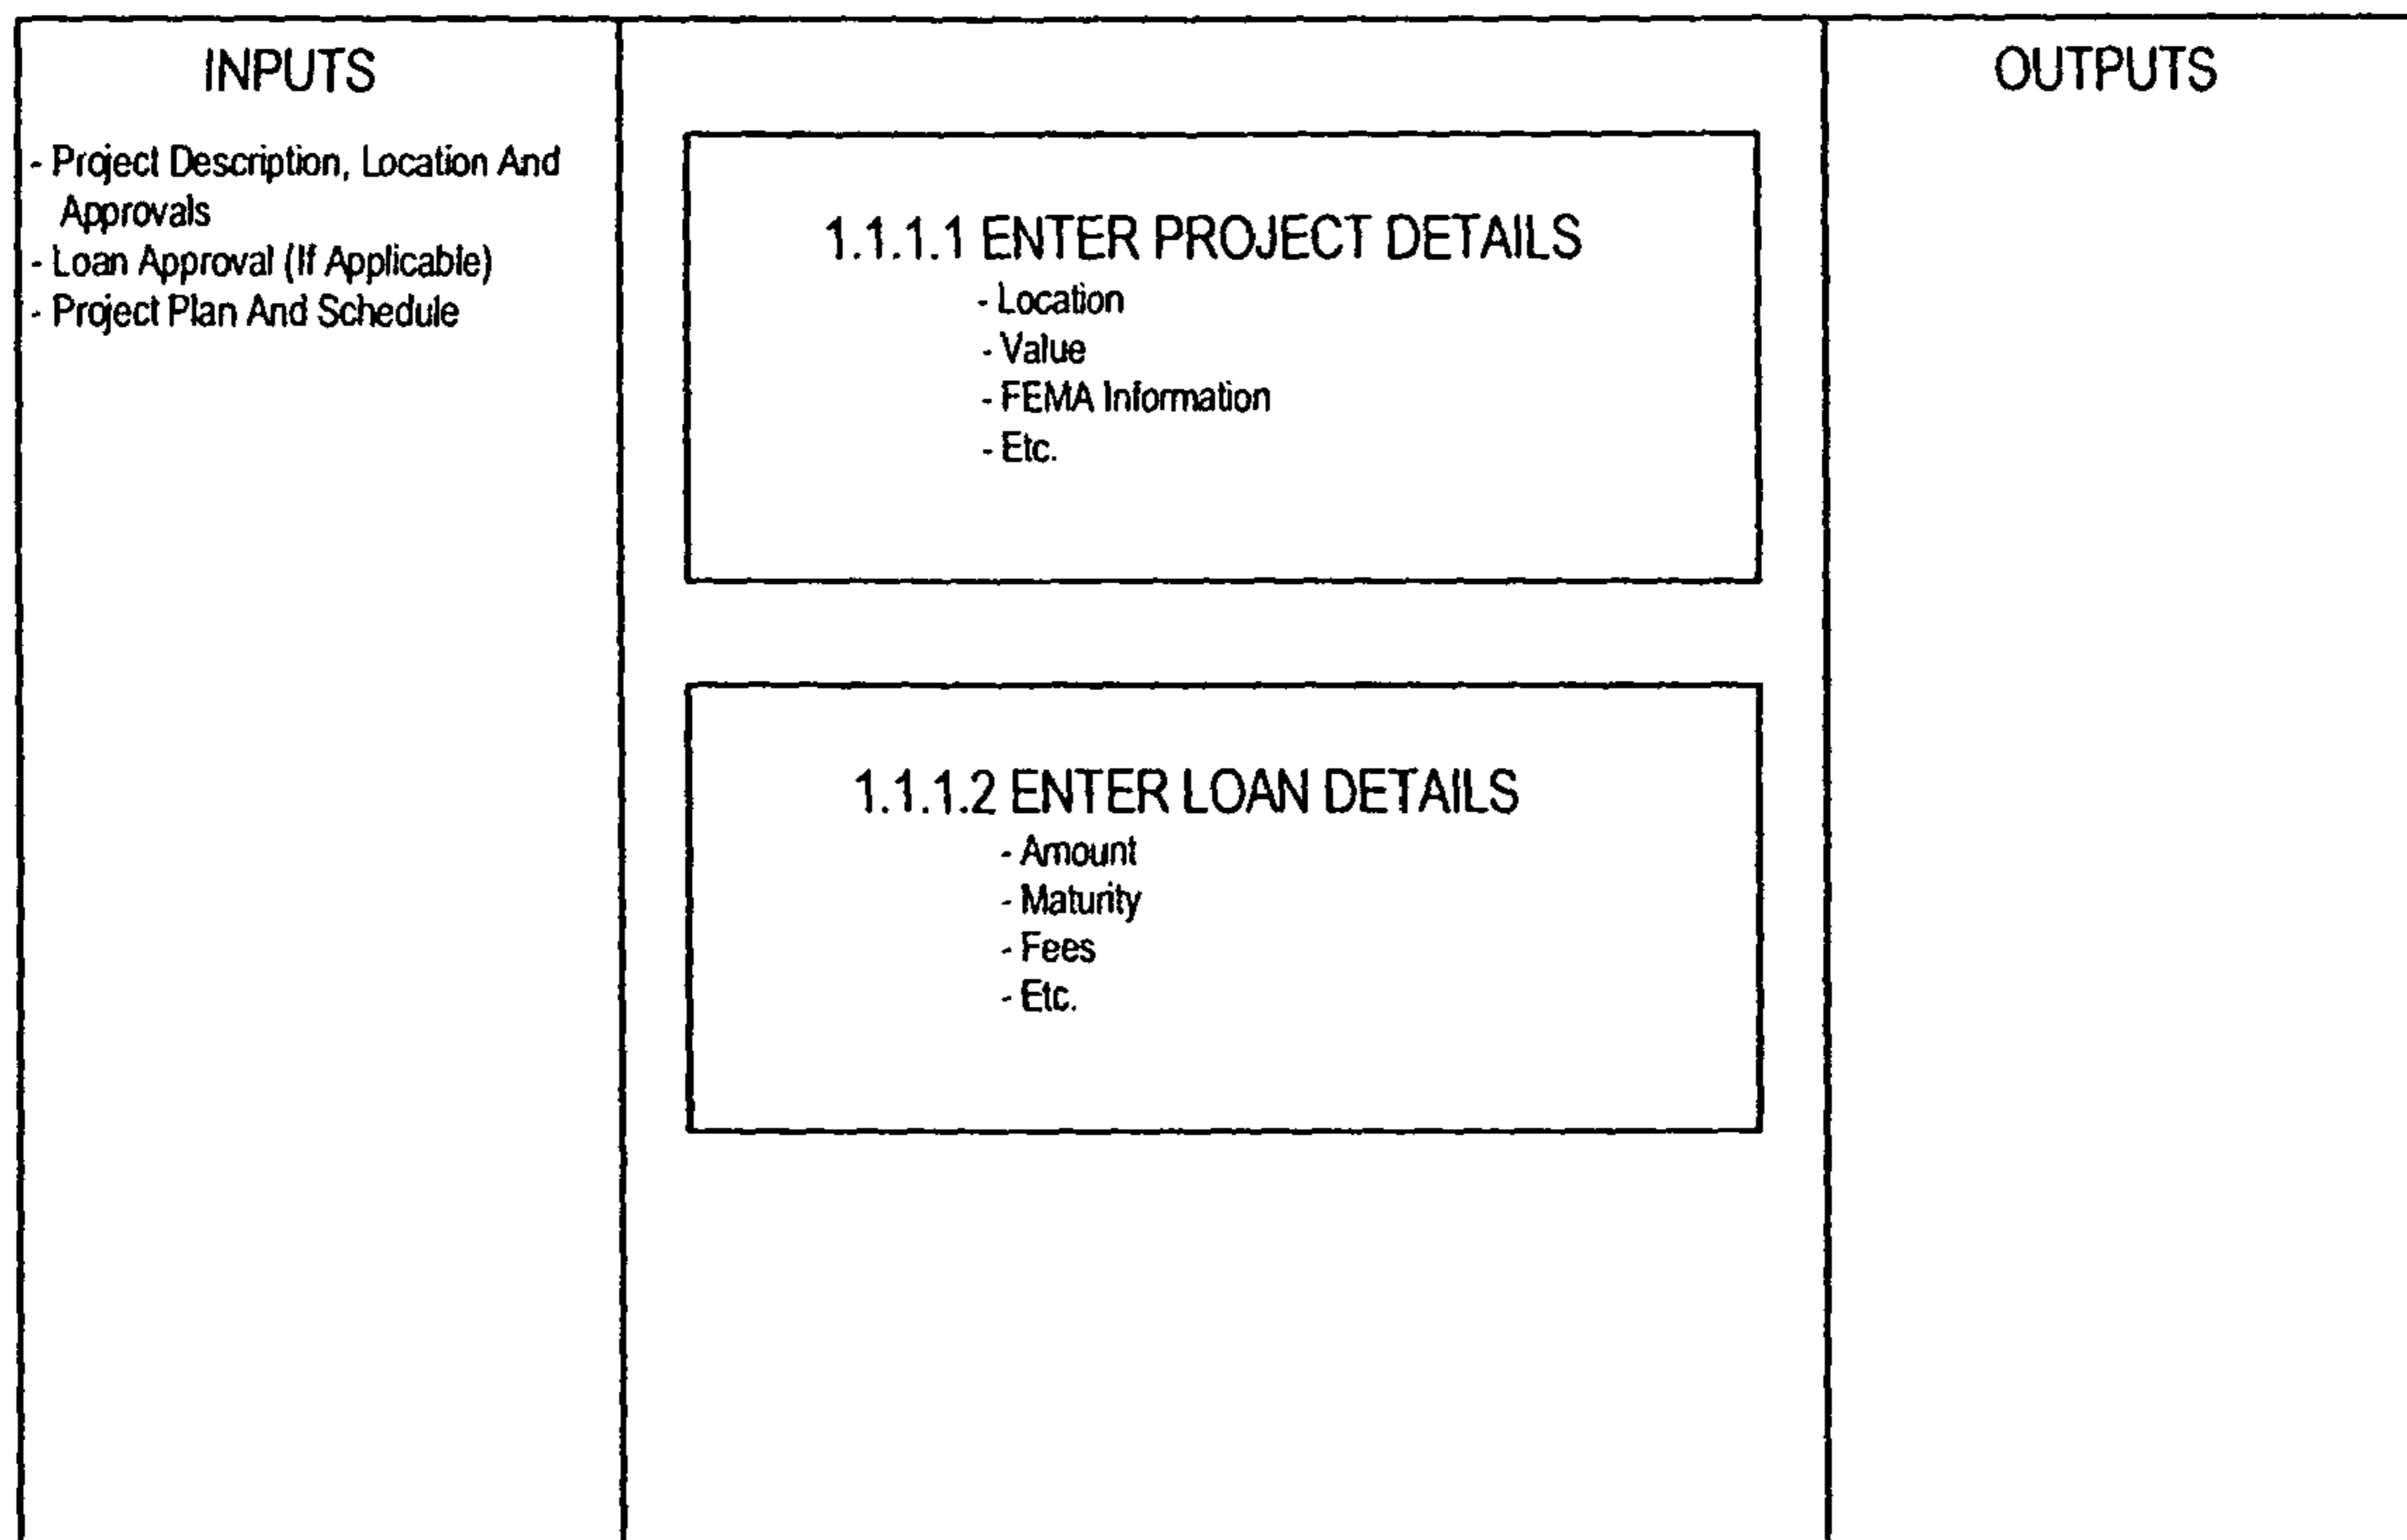 INPUTS
- Project Description, Location And
Approvals
- Loan Approval (If Applicable)
- Project Plan And Schedule
1.1.1.1 ENTER PROJECT DETAILS
- Location
- Value
- FEMA Information
- Etc.
1.1.1.2 ENTER LOAN DETAILS
- Amount
- Maturity
- Fees
- Etc.
OUTPUTS